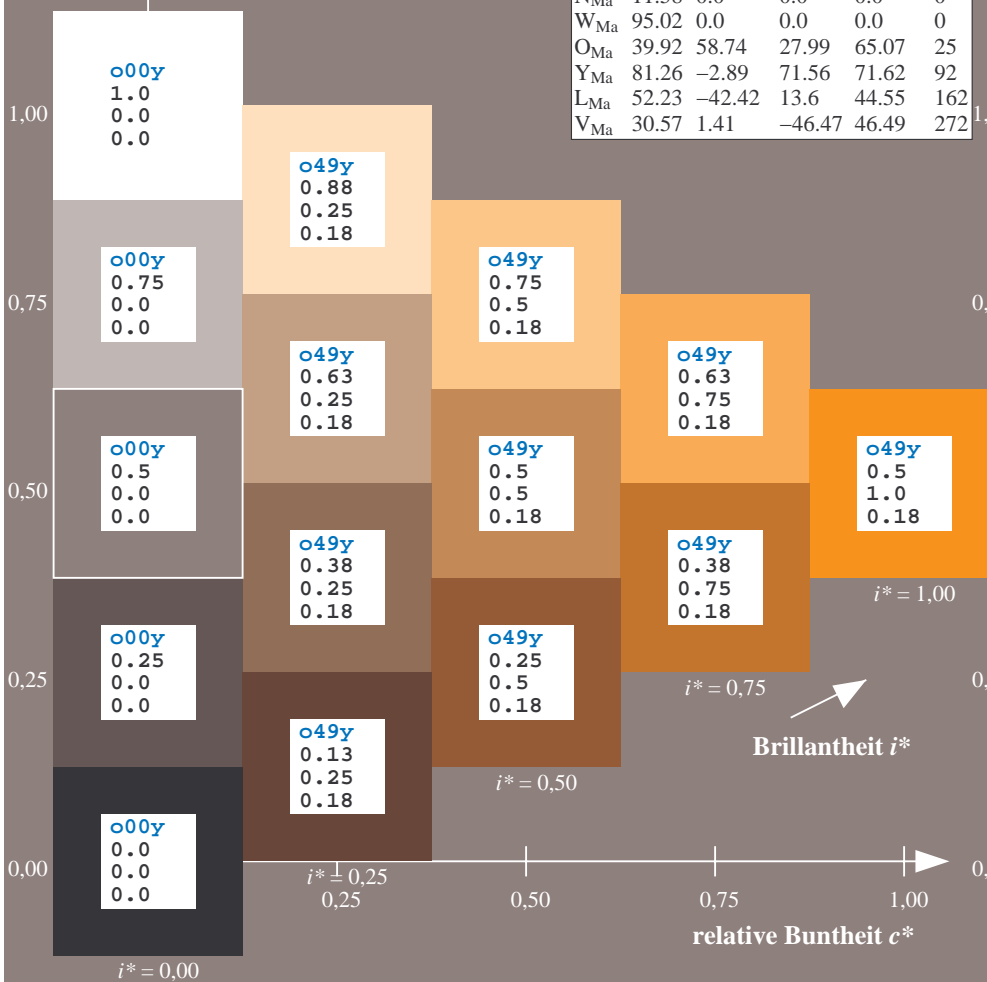 W_Ma 95.02 0.0 0.0 0.0 0
O_Ma 39.92 58.74 27.99 65.07 25
Y_Ma 81.26 −2.89 71.56 71.62 92
L_Ma 52.23 −42.42 13.6 44.55 162
V_Ma 30.57 1.41 −46.47 46.49 272
1,00
o00y
1.0
0.0
0.0
o49y
0.88
0.25
0.18
0,75
o00y
0.75
0.0
0.0
o49y
0.75
0.5
0.18
o49y
0.63
0.25
0.18
o49y
0.63
0.75
0.18
0,50
o00y
0.5
0.0
0.0
o49y
0.5
0.5
0.18
o49y
0.5
1.0
0.18
i* = 1,00
o49y
0.38
0.25
0.18
o49y
0.38
0.75
0.18
i* = 0,75
0,25
o00y
0.25
0.0
0.0
o49y
0.25
0.5
0.18
i* = 0,50
o49y
0.13
0.25
0.18
i* = 0,25
Brillantheit i*
0,00
o00y
0.0
0.0
0.0
i* = 0,00
0,25 0,50 0,75 1,00
relative Buntheit c*